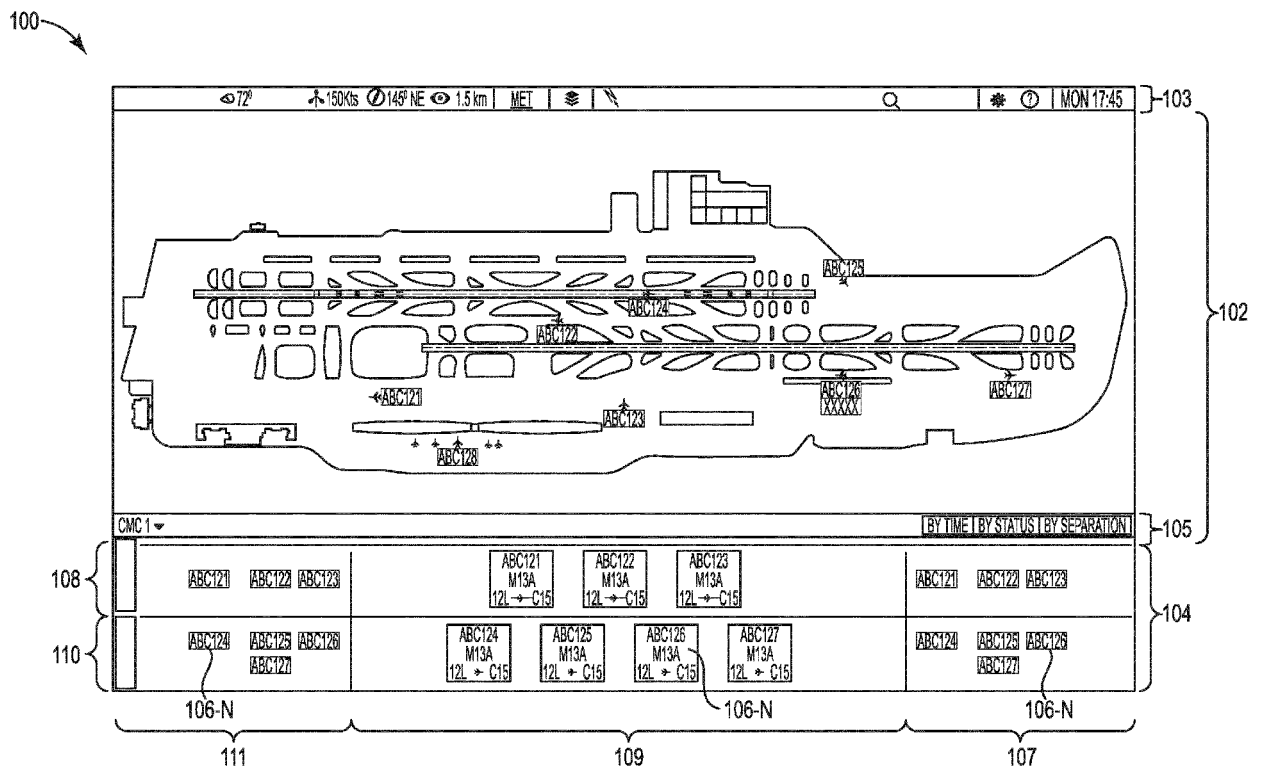 100
72⁰ 150Kts 145⁰ NE 1.5 km MET MON 17:45
103
ABC125
ABC124
ABC122
102
ABC121
ABC126
XXXXX
ABC127
ABC123
ABC128
CMC 1 BY TIME BY STATUS BY SEPARATION
105
108
ABC121 ABC122 ABC123
ABC121
M13A
12L C15
ABC122
M13A
12L C15
ABC123
M13A
12L C15
ABC121 ABC122 ABC123
104
110
ABC124 ABC125 ABC126
ABC127
ABC124
M13A
12L C15
ABC125
M13A
12L C15
ABC126
M13A
12L C15
ABC127
M13A
12L C15
ABC124 ABC125 ABC126
ABC127
106-N 106-N 106-N
111 109 107